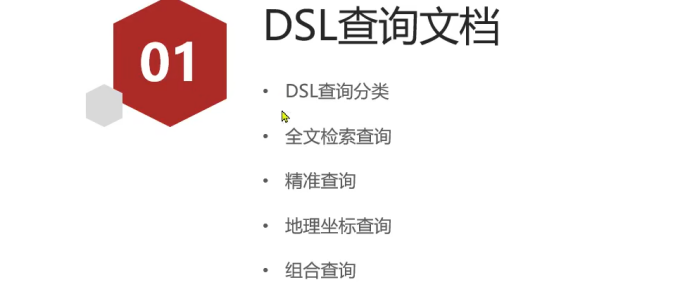 01
DSL查询文档
• DSL查询分类
• 全文检索查询
• 精准查询
• 地理坐标查询
• 组合查询